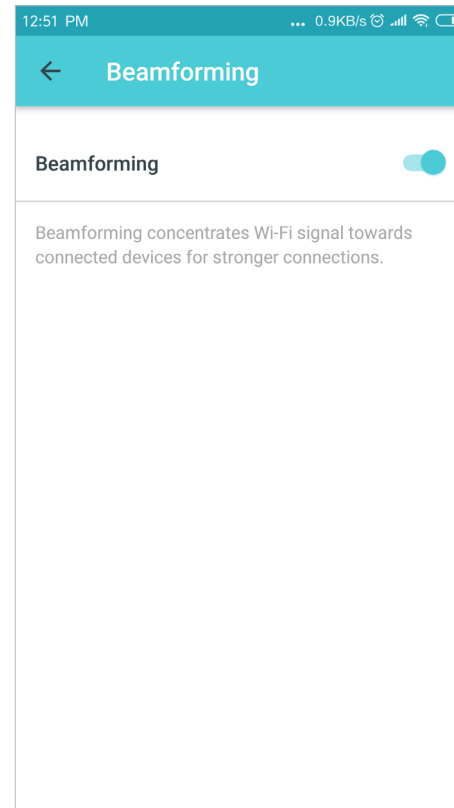 12:51 PM ... 0.9KB/s
Beamforming
Beamforming
Beamforming concentrates Wi-Fi signal towards
connected devices for stronger connections.